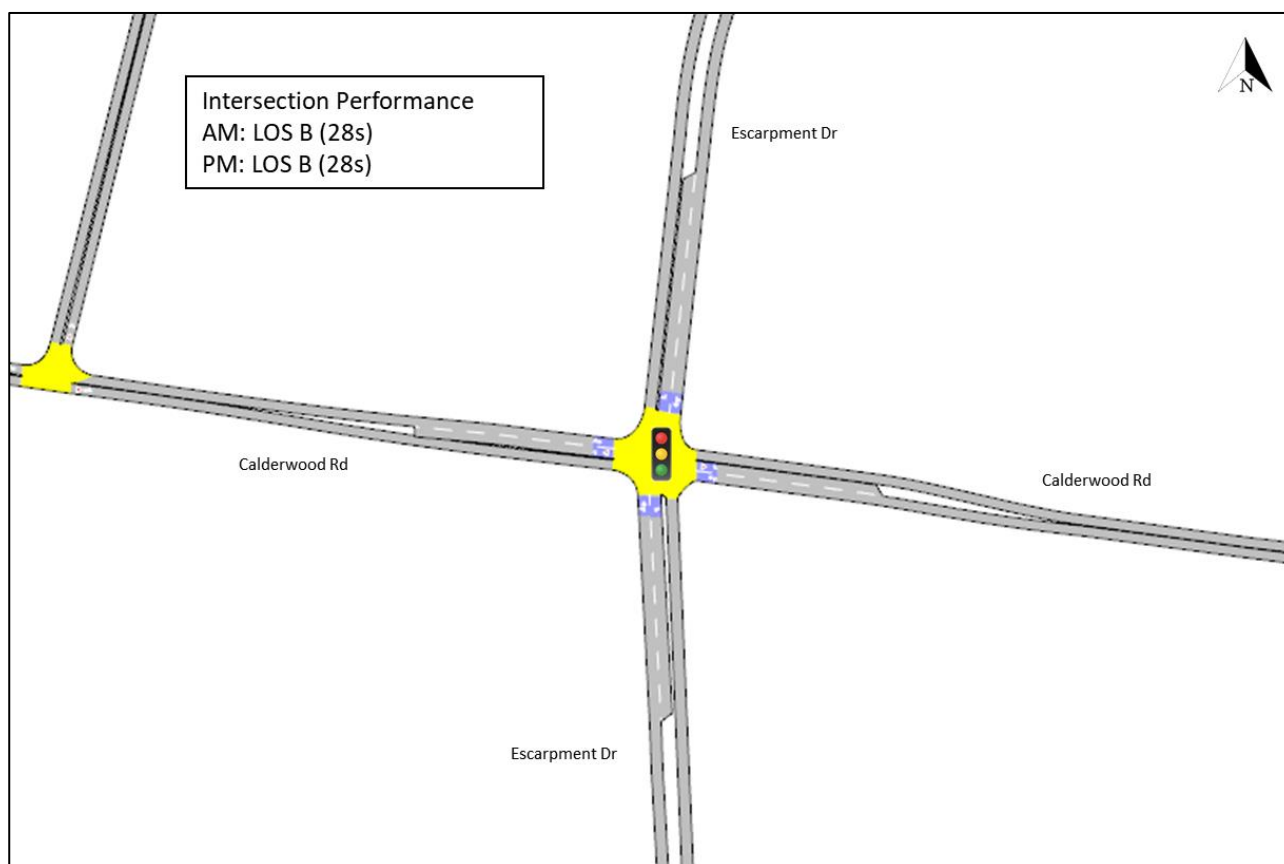 Intersection Performance
AM: LOS B (28s)
PM: LOS B (28s)
N
Escarpment Dr
Calderwood Rd
Calderwood Rd
Escarpment Dr